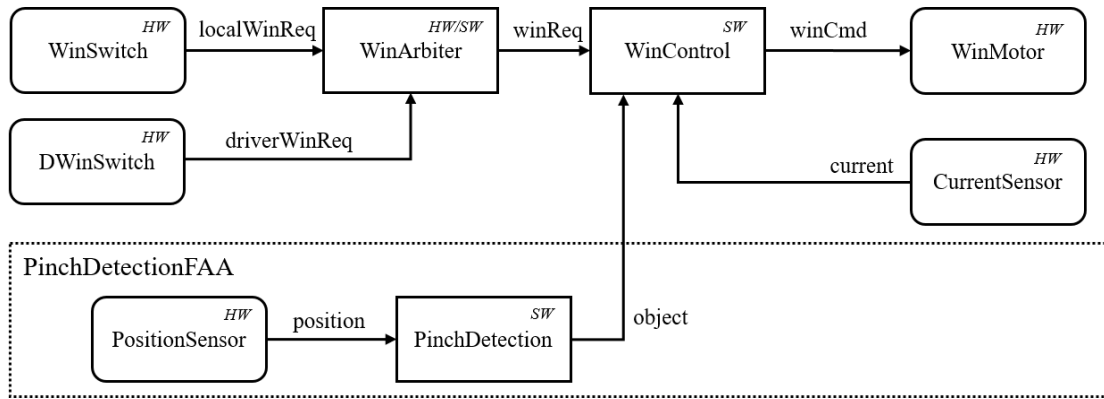 HW
WinSwitch
localWinReq
HW/SW
WinArbiter
winReq
SW
WinControl
winCmd
HW
WinMotor
HW
DWinSwitch
driverWinReq
current
HW
CurrentSensor
PinchDetectionFAA
HW
PositionSensor
position
SW
PinchDetection
object